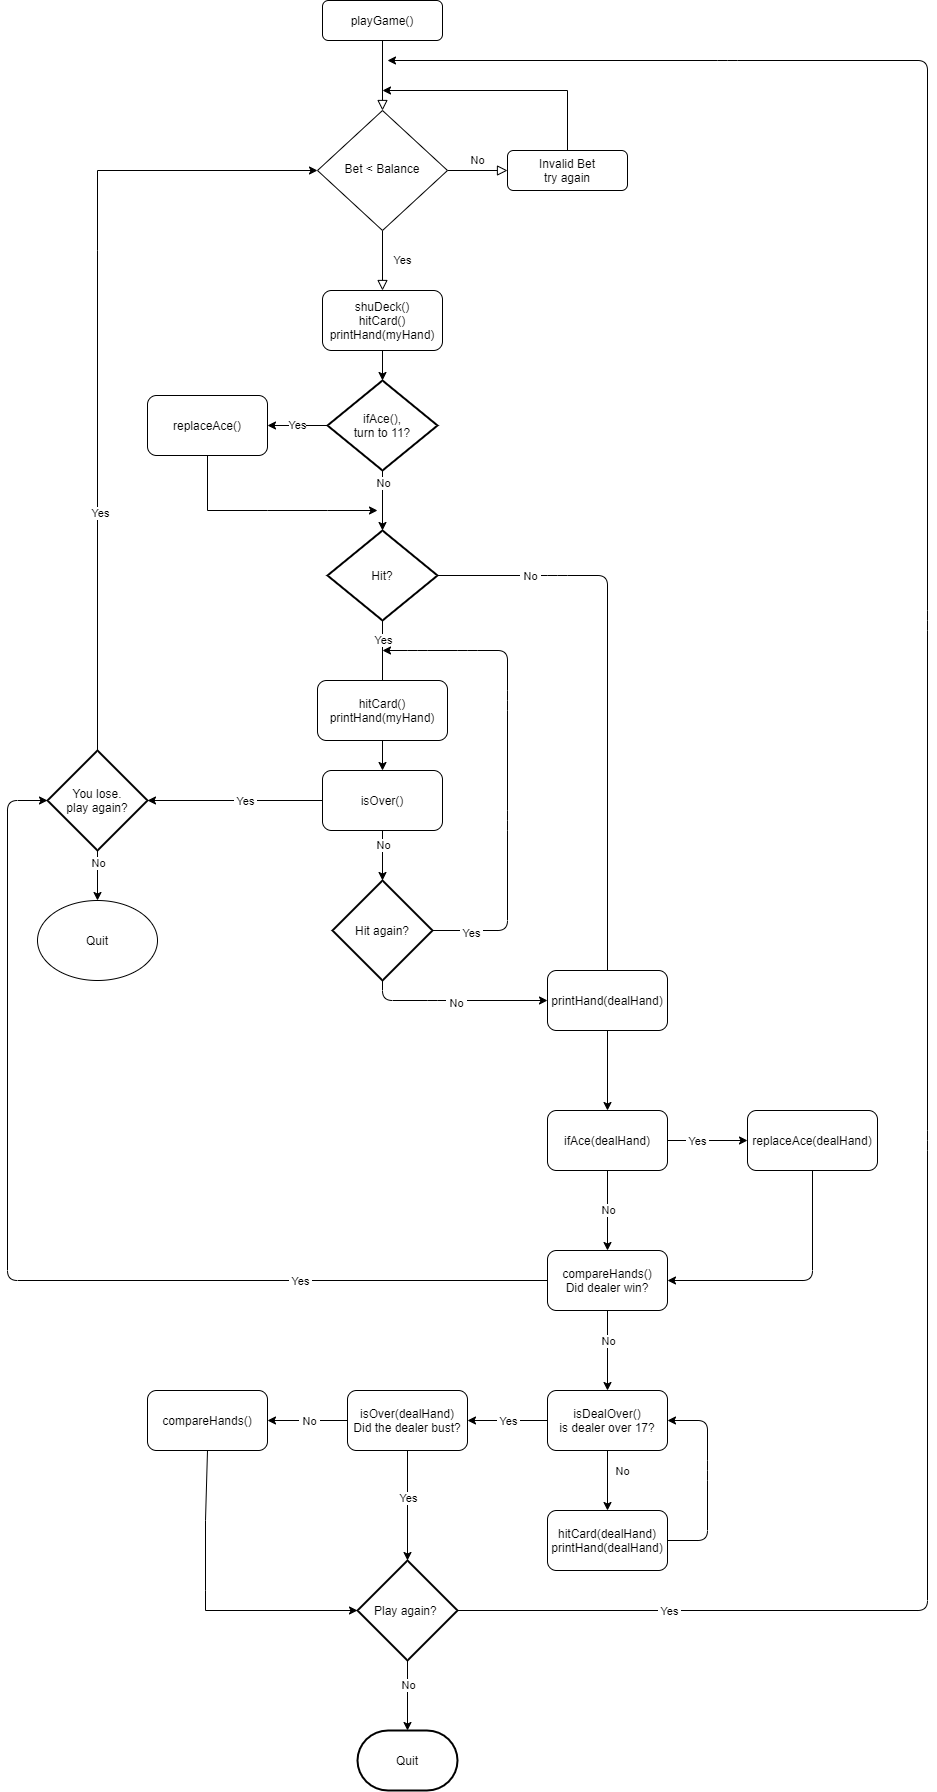 playGame()
Bet < Balance
No
Invalid Bet
try again
Yes
shuDeck()
hitCard()
printHand(myHand)
replaceAce()
Yes
ifAce(),
turn to 11?
No
Yes
Hit?
No
Yes
hitCard()
printHand(myHand)
You lose.
play again?
Yes
isOver()
No
No
Quit
Hit again?
Yes
No
printHand(dealHand)
ifAce(dealHand)
Yes
replaceAce(dealHand)
No
Yes
compareHands()
Did dealer win?
No
compareHands()
No
isOver(dealHand)
Did the dealer bust?
Yes
isDealOver()
is dealer over 17?
No
Yes
hitCard(dealHand)
printHand(dealHand)
Play again?
Yes
No
Quit